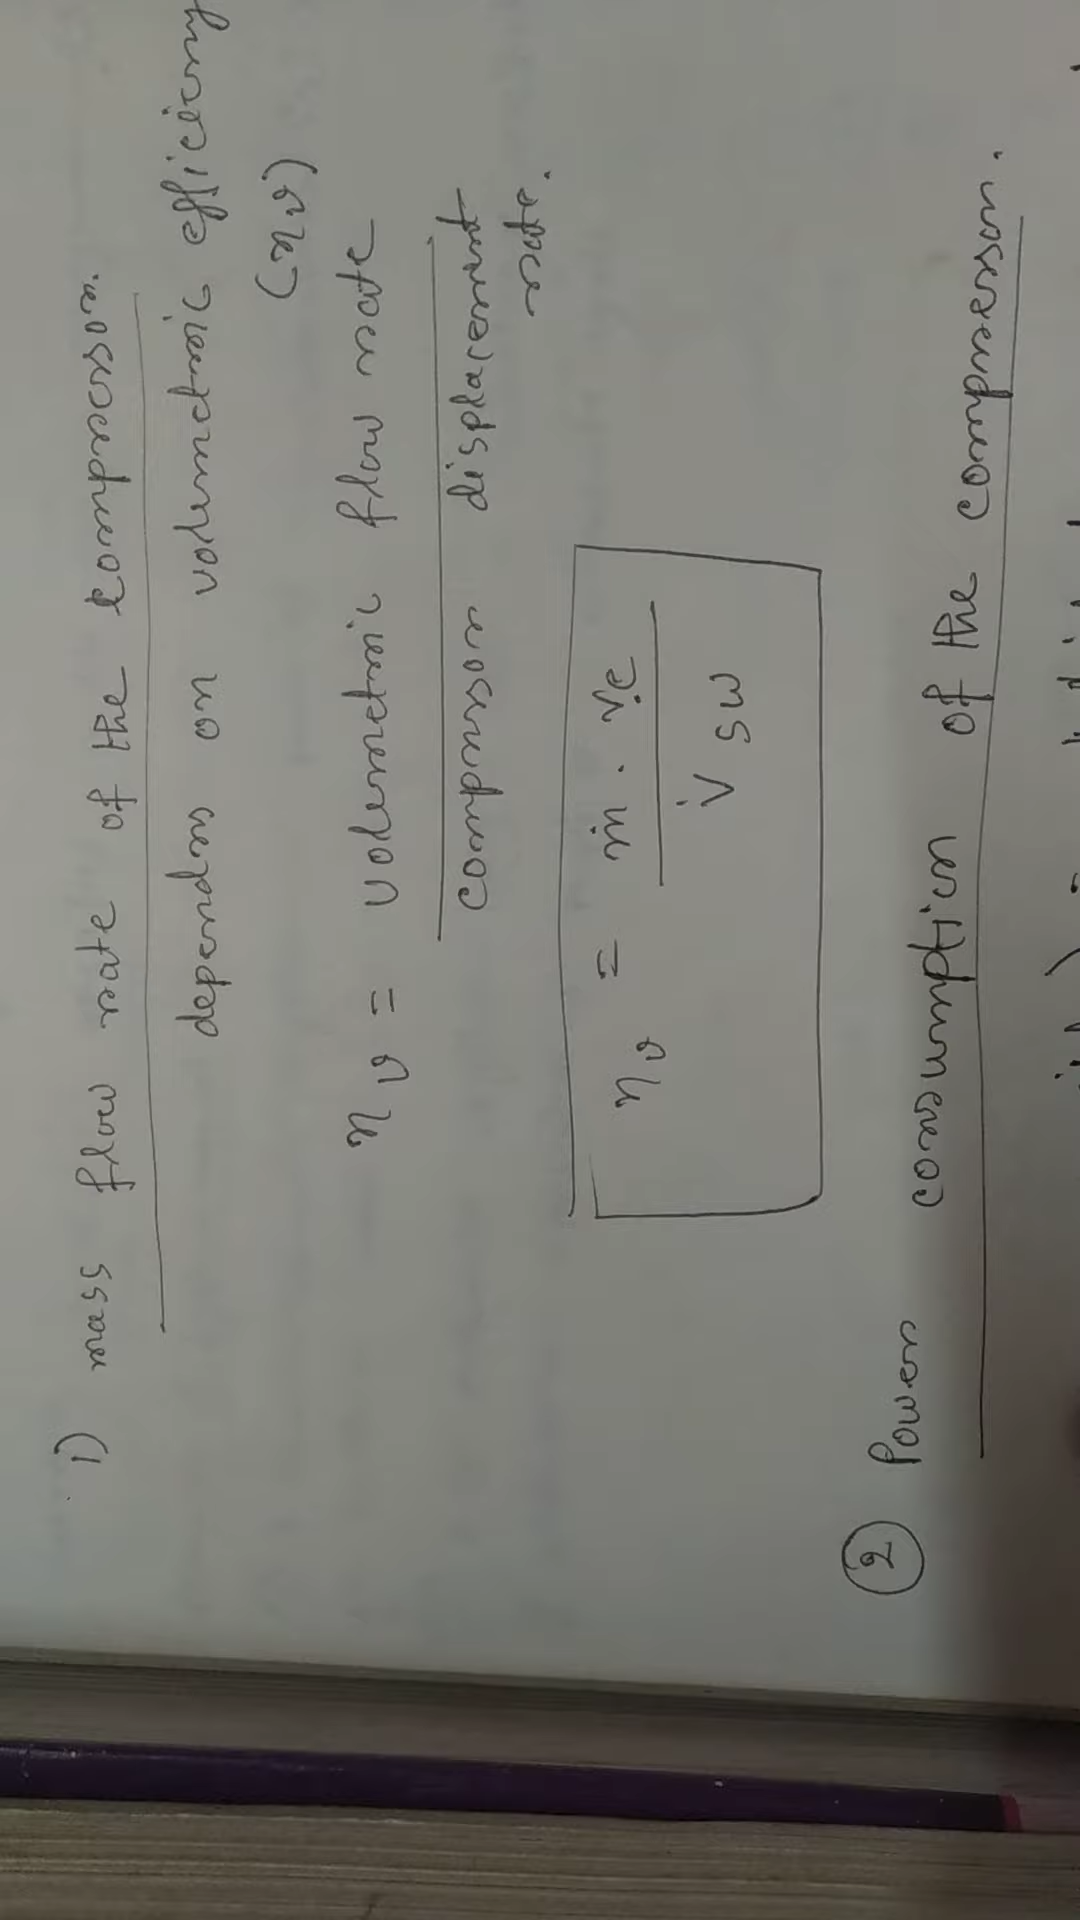 1) mass flow rate of the compressor.
depends on volumetric efficiency
(ηv)
ηv = volumetric flow rate
compressor displacement
rate.
ηv = ṁ . ve
V̇sw
② Power consumption of the compressor.